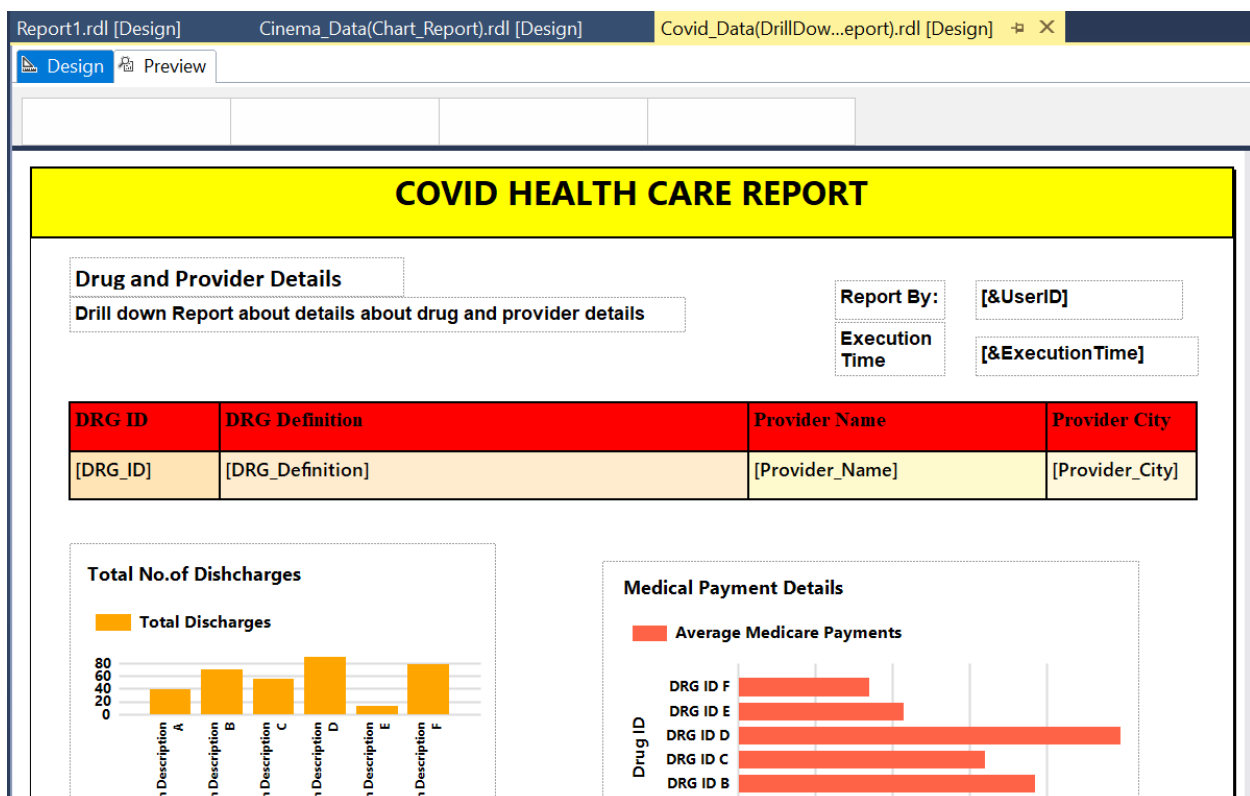 Report1.rdl [Design]
Cinema_Data(Chart_Report).rdl [Design]
Covid_Data(DrillDow...eport).rdl [Design]
Design
Preview
COVID HEALTH CARE REPORT
Drug and Provider Details
Drill down Report about details about drug and provider details
Report By:
[&UserID]
Execution
Time
[&ExecutionTime]
DRG ID
DRG Definition
Provider Name
Provider City
[DRG_ID]
[DRG_Definition]
[Provider_Name]
[Provider_City]
Total No.of Dishcharges
Total Discharges
80
60
40
20
0
Description
A
Description
B
Description
C
Description
D
Description
E
Description
F
Medical Payment Details
Average Medicare Payments
Drug ID
DRG ID F
DRG ID E
DRG ID D
DRG ID C
DRG ID B